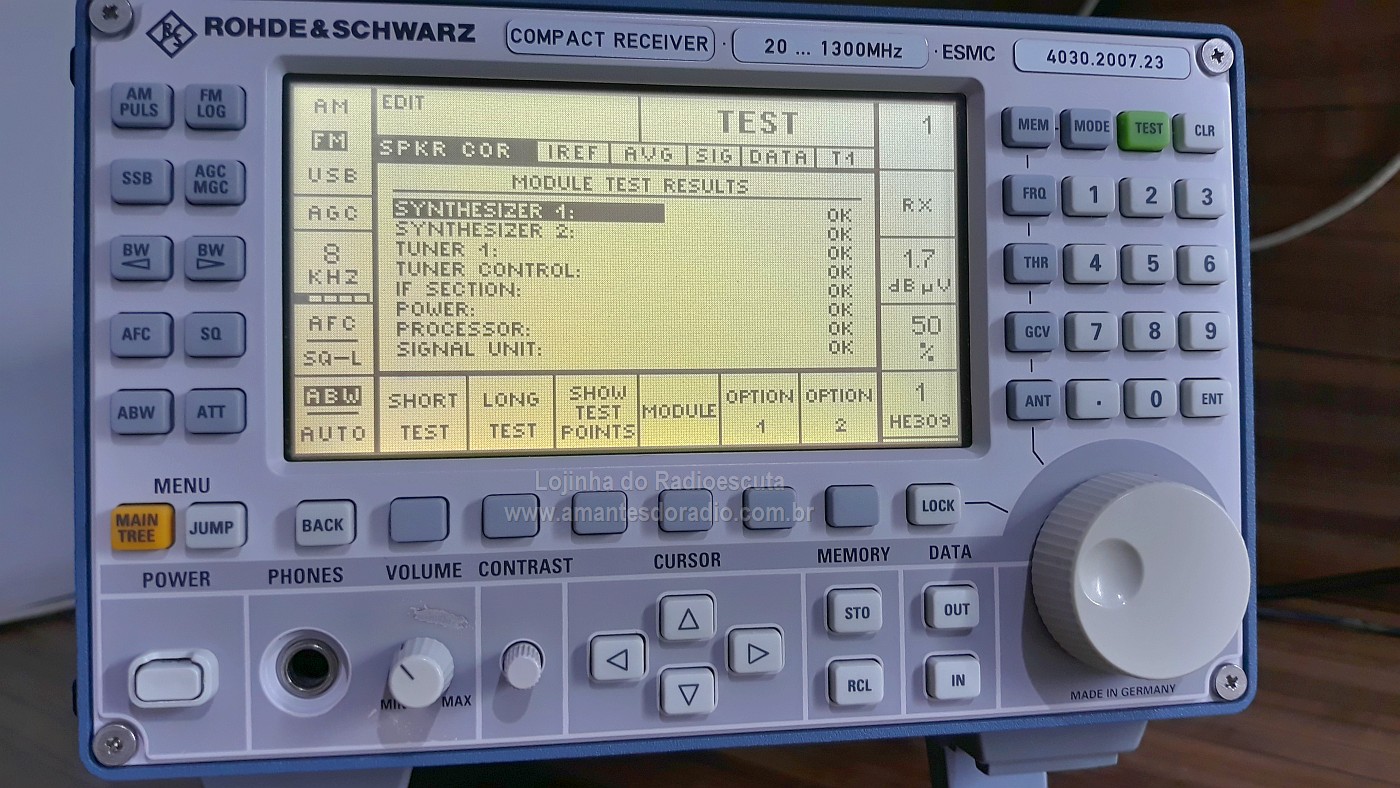 ROHDE&SCHWARZ
COMPACT RECEIVER
20 ... 1300MHz
ESMC
4030.2007.23
AM PULS
FM LOG
SSB
AGC MGC
BW
BW
AFC
SQ
ABW
ATT
AM
FM
USB
AGC
8
KHZ
AFC
SQ-L
ABW
AUTO
EDIT
TEST
SPKR COR
IREF
AVG
SIG
DATA
T1
MODULE TEST RESULTS
SYNTHESIZER 1: OK
SYNTHESIZER 2: OK
TUNER 1: OK
TUNER CONTROL: OK
IF SECTION: OK
POWER: OK
PROCESSOR: OK
SIGNAL UNIT: OK
SHORT TEST
LONG TEST
SHOW TEST POINTS
MODULE
OPTION 1
OPTION 2
1
RX
1.7
dBµV
50
%
1
HE309
MEM
MODE
TEST
CLR
FRQ
1
2
3
THR
4
5
6
GCV
7
8
9
ANT
.
0
ENT
Lojinha do Radioescuta
www.amantesdoradio.com.br
MENU
MAIN TREE
JUMP
BACK
LOCK
POWER
PHONES
VOLUME
CONTRAST
CURSOR
MEMORY
DATA
STO
OUT
RCL
IN
MAX
MADE IN GERMANY